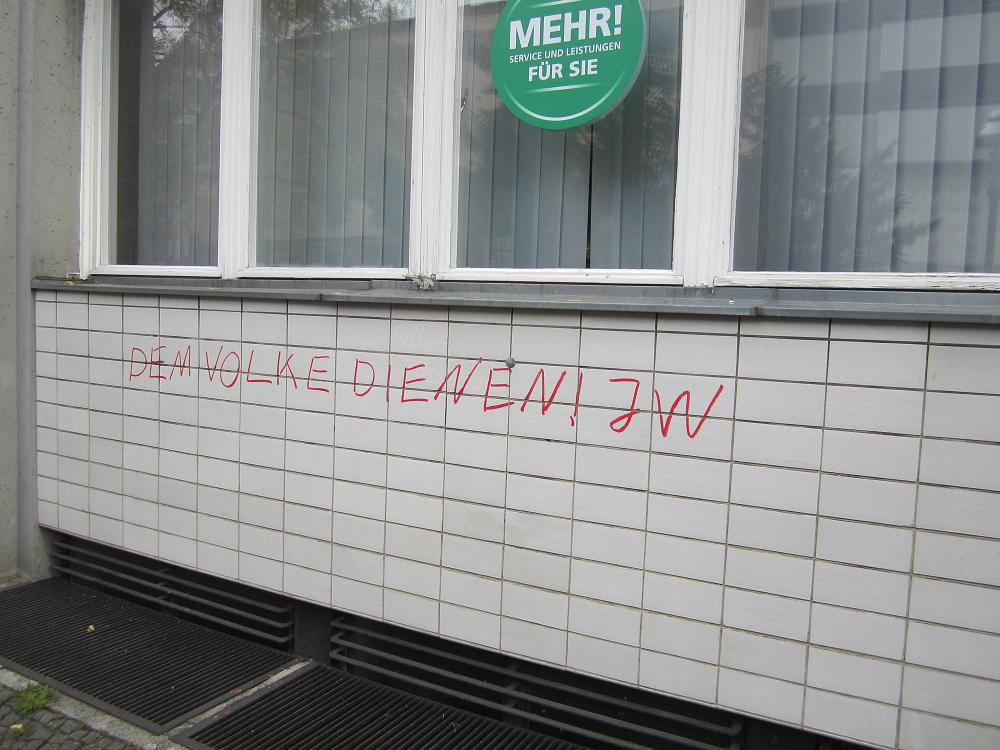 MEHR!
SERVICE UND LEISTUNGEN
FÜR SIE
DEM VOLKE DIENEN! JW